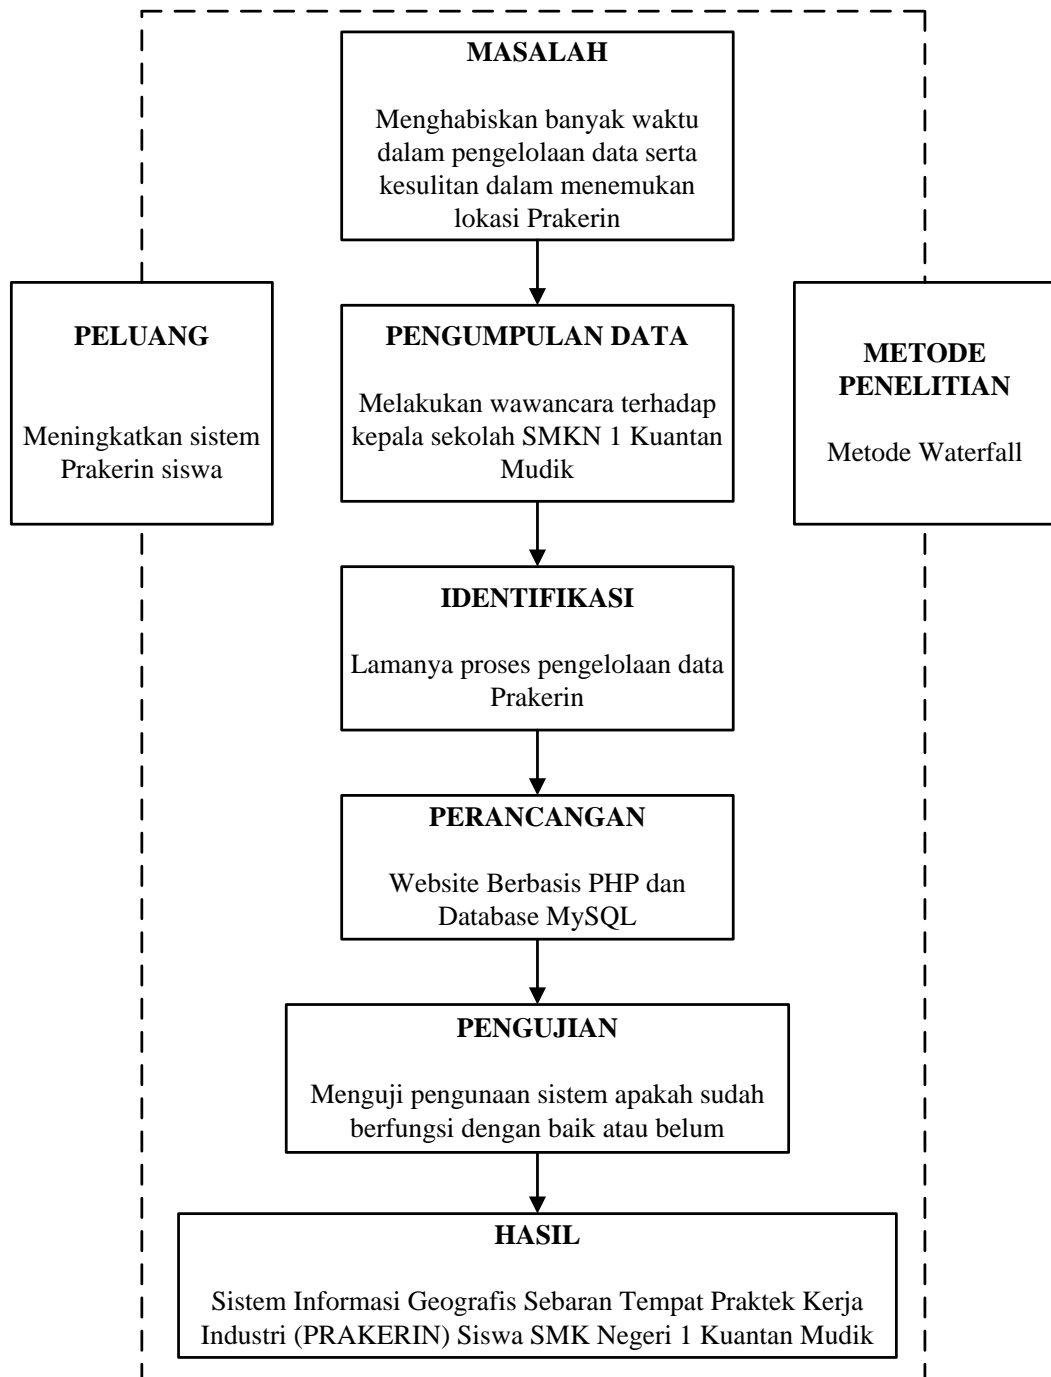 MASALAH
Menghabiskan banyak waktu
dalam pengelolaan data serta
kesulitan dalam menemukan
lokasi Prakerin
PELUANG
Meningkatkan sistem
Prakerin siswa
PENGUMPULAN DATA
Melakukan wawancara terhadap
kepala sekolah SMKN 1 Kuantan
Mudik
METODE
PENELITIAN
Metode Waterfall
IDENTIFIKASI
Lamanya proses pengelolaan data
Prakerin
PERANCANGAN
Website Berbasis PHP dan
Database MySQL
PENGUJIAN
Menguji pengunaan sistem apakah sudah
berfungsi dengan baik atau belum
HASIL
Sistem Informasi Geografis Sebaran Tempat Praktek Kerja
Industri (PRAKERIN) Siswa SMK Negeri 1 Kuantan Mudik